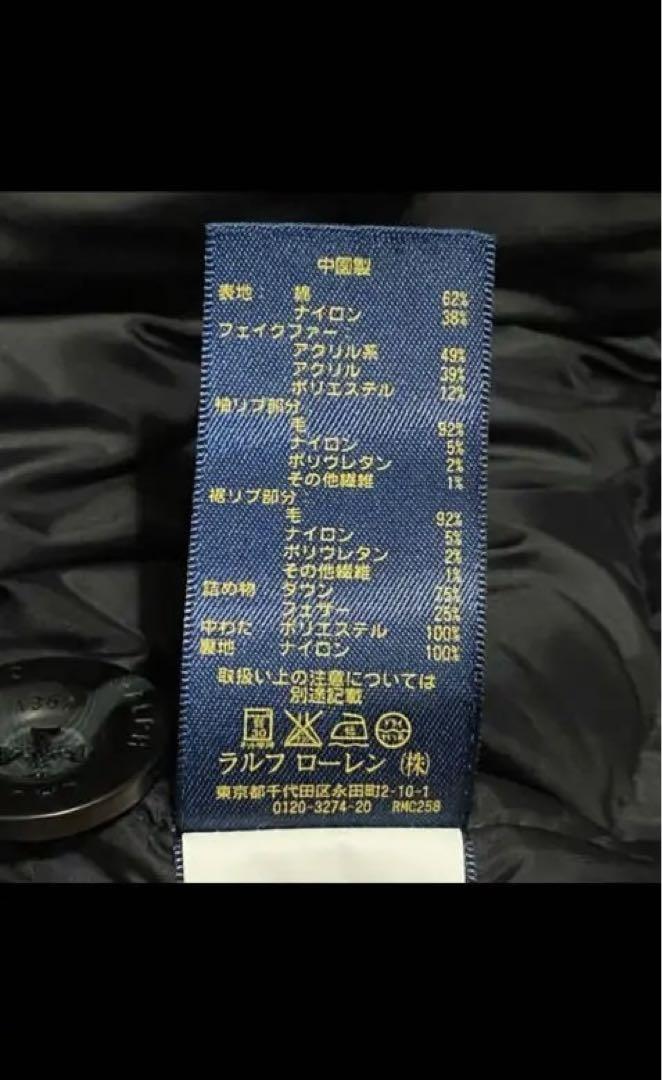 中国製
表地: 綿 62%
ナイロン 38%
フェイクファー
アクリル系 49%
アクリル 39%
ポリエステル 12%
袖リブ部分:
毛 92%
ナイロン 5%
ポリウレタン 2%
その他繊維 1%
裾リブ部分:
毛 92%
ナイロン 5%
ポリウレタン 2%
その他繊維 1%
詰め物 ダウン 75%
フェザー 25%
中わた ポリエステル 100%
裏地 ナイロン 100%
取扱い上の注意については
別途記載
ラルフ ローレン (株)
東京都千代田区永田町2-10-1
0120-3274-20 RMC258